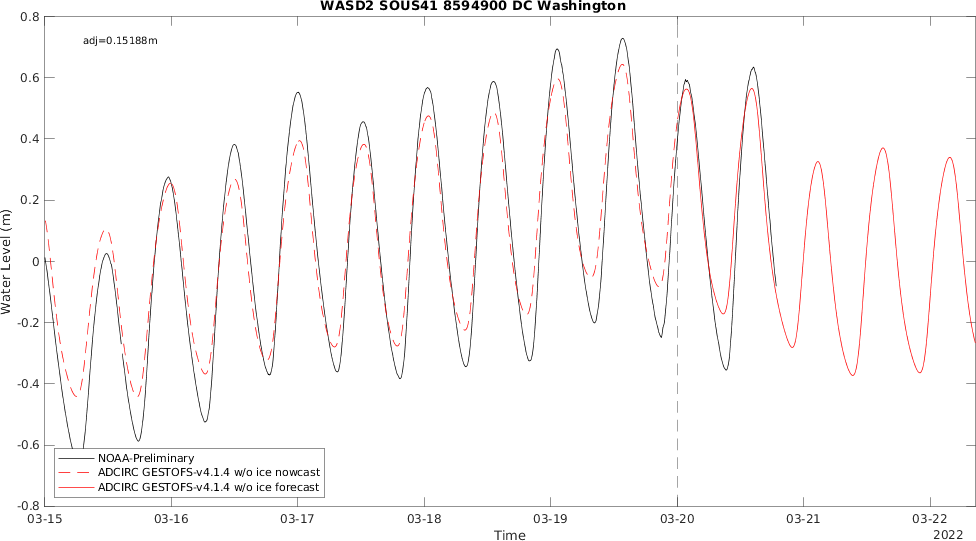 WASD2 SOUS41 8594900 DC Washington
adj=0.15188m
0.8
0.6
0.4
0.2
0
-0.2
-0.4
-0.6
-0.8
Water Level (m)
NOAA-Preliminary
ADCIRC GESTOFS-v4.1.4 w/o ice nowcast
ADCIRC GESTOFS-v4.1.4 w/o ice forecast
03-15 03-16 03-17 03-18 03-19 03-20 03-21 03-22
Time
2022